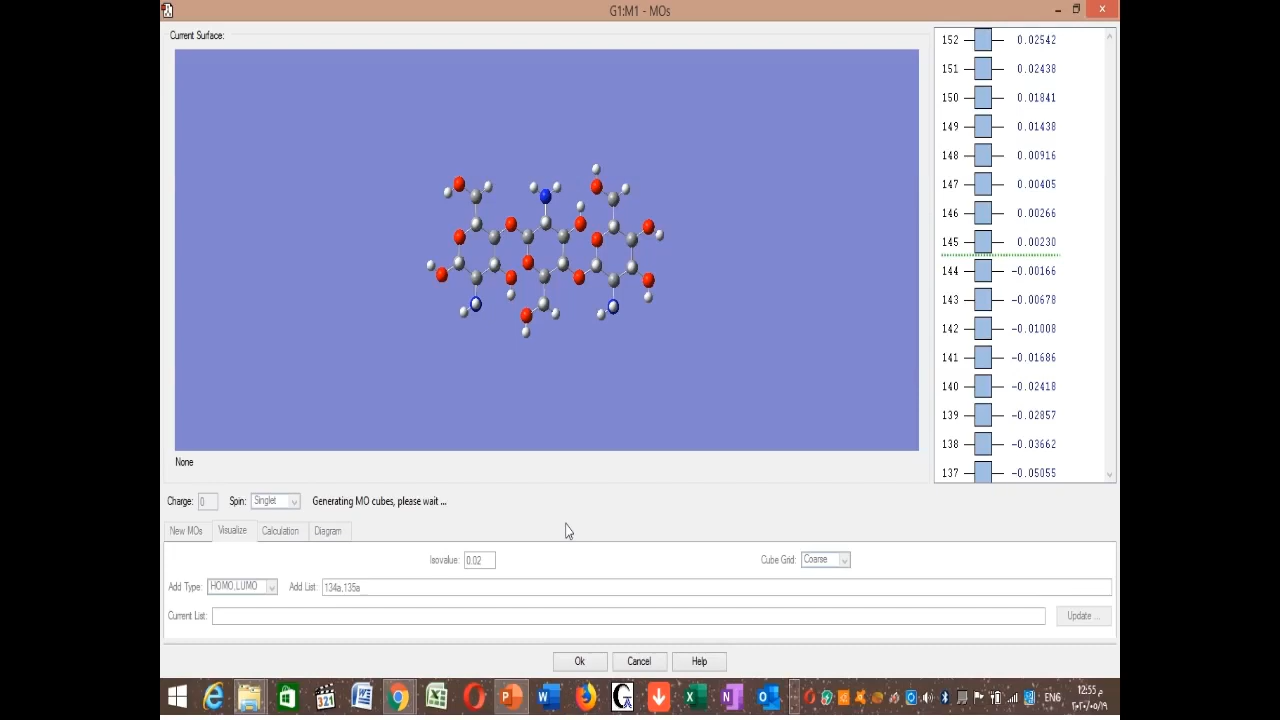 G1:M1 - MOs
Current Surface:
152 0.02542
151 0.02438
150 0.01841
149 0.01438
148 0.00916
147 0.00405
146 0.00266
145 0.00230
144 -0.00166
143 -0.00678
142 -0.01008
141 -0.01686
140 -0.02418
139 -0.02857
138 -0.03662
137 -0.05055
None
Charge: 0 Spin: Singlet Generating MO cubes, please wait ...
New MOs Visualize Calculation Diagram
Isovalue: 0.02 Cube Grid: Coarse
Add Type: HOMO,LUMO Add List: 134a,135a
Current List: Update ...
Ok Cancel Help
321
ENG
12:55 م
٢٠٢٠/٠٥/١٩